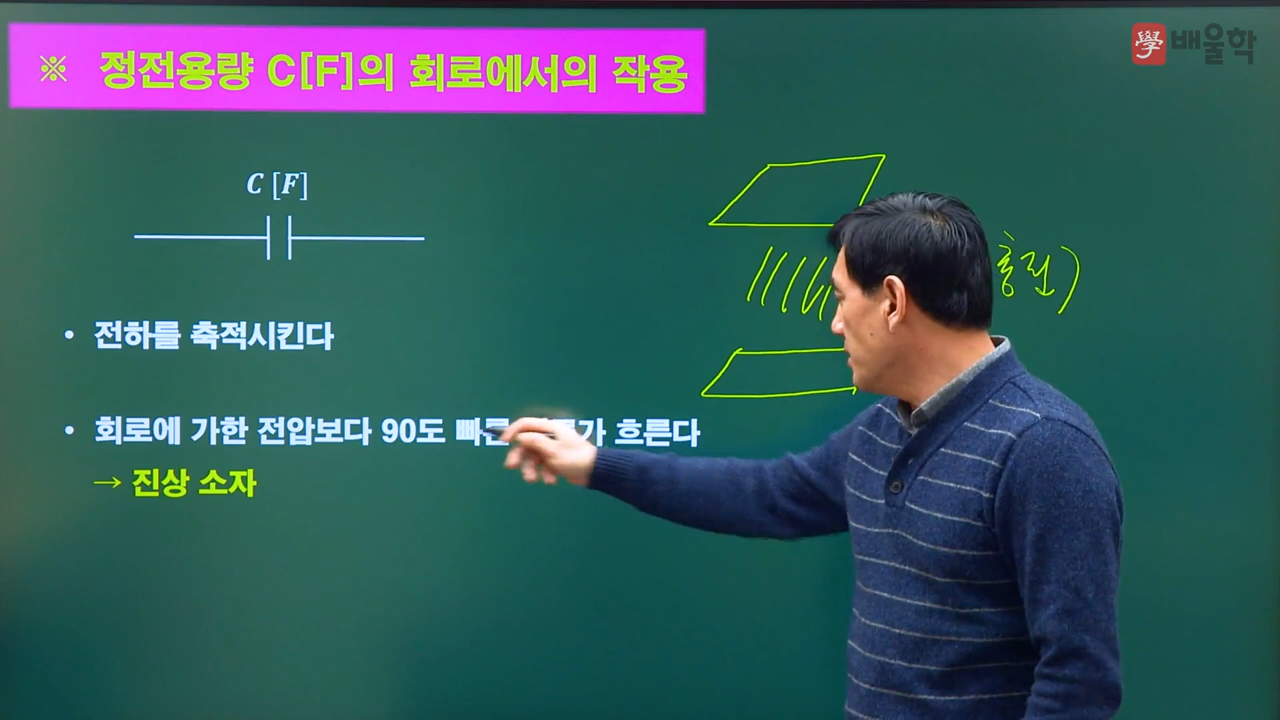 學 배울학
※ 정전용량 C[F]의 회로에서의 작용
C [F]
충전)
• 전하를 축적시킨다
• 회로에 가한 전압보다 90도 빠른 가 흐른다
→ 진상 소자